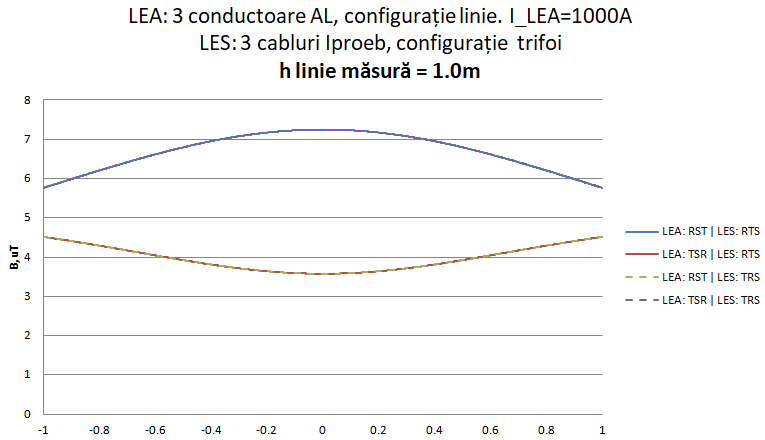 LEA: 3 conductoare AL, configurație linie. I_LEA=1000A
LES: 3 cabluri Iproeb, configurație trifoi
h linie măsură = 1.0m
8
7
6
5
4
3
2
1
0
B,uT
-1 -0.8 -0.6 -0.4 -0.2 0 0.2 0.4 0.6 0.8 1
LEA: RST | LES: RTS
LEA: TSR | LES: RTS
LEA: RST | LES: TRS
LEA: TSR | LES: TRS